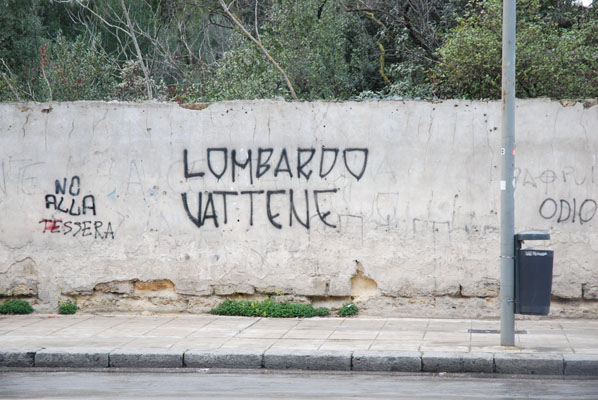 NO
ALLA
TESSERA
LOMBARDO
VATTENE
ODIO